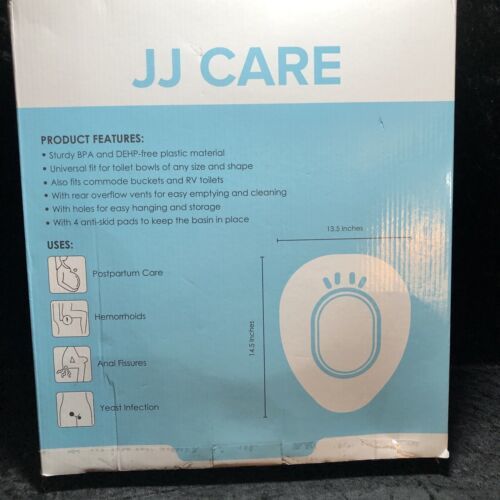 JJ CARE
PRODUCT FEATURES:
• Sturdy BPA and DEHP-free plastic material
• Universal fit for toilet bowls of any size and shape
• Also fits commode buckets and RV toilets
• With rear overflow vents for easy emptying and cleaning
• With holes for easy hanging and storage
• With 4 anti-skid pads to keep the basin in place
USES:
Postpartum Care
Hemorrhoids
Anal Fissures
Yeast Infection
13.5 Inches
14.5 Inches